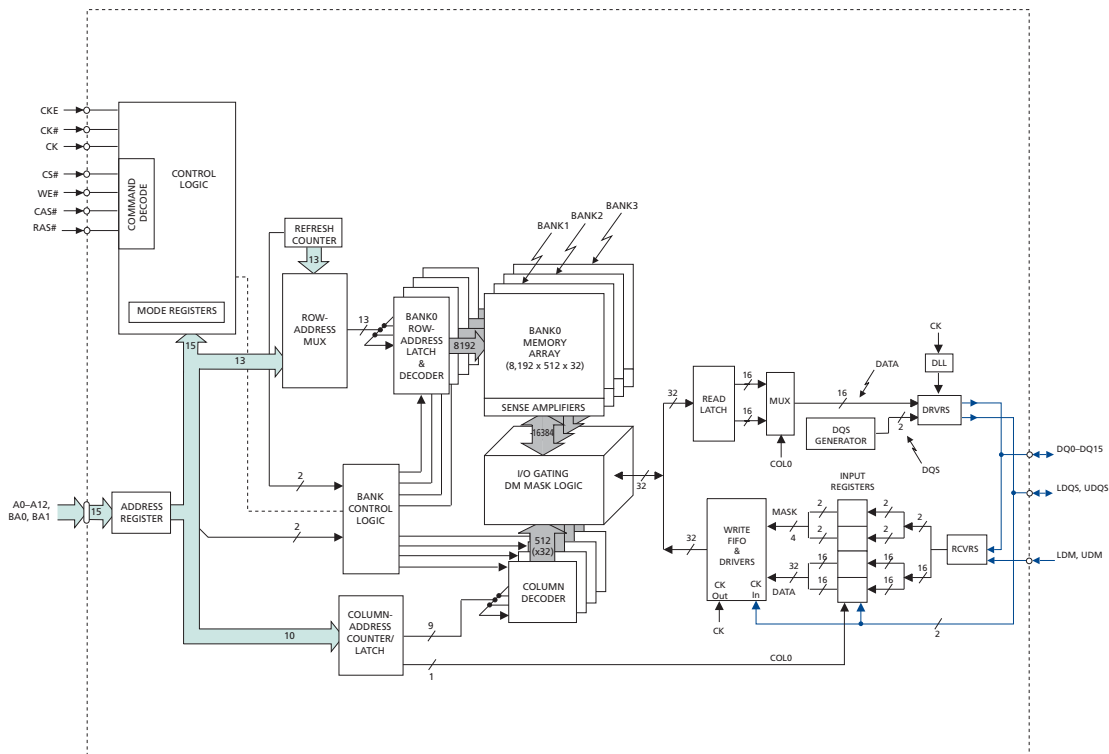 CKE
CK#
CK
CS#
WE#
CAS#
RAS#
COMMAND
DECODE
CONTROL
LOGIC
MODE REGISTERS
15
REFRESH
COUNTER
13
13
ROW-
ADDRESS
MUX
13
BANK0
ROW-
ADDRESS
LATCH
&
DECODER
8192
BANK1
BANK2
BANK3
BANK0
MEMORY
ARRAY
(8,192 x 512 x 32)
SENSE AMPLIFIERS
16384
I/O GATING
DM MASK LOGIC
32
512
(x32)
COLUMN
DECODER
A0–A12,
BA0, BA1
15
ADDRESS
REGISTER
2
2
BANK
CONTROL
LOGIC
10
COLUMN-
ADDRESS
COUNTER/
LATCH
9
1
COL0
32
READ
LATCH
16
16
MUX
COL0
DATA
16
DQS
GENERATOR
2
DQS
CK
DLL
DRVRS
DQ0–DQ15
LDQS, UDQS
LDM, UDM
INPUT
REGISTERS
32
WRITE
FIFO
&
DRIVERS
CK
Out
CK
In
CK
MASK
4
32
DATA
2
2
16
16
2
2
16
16
2
16
RCVRS
2